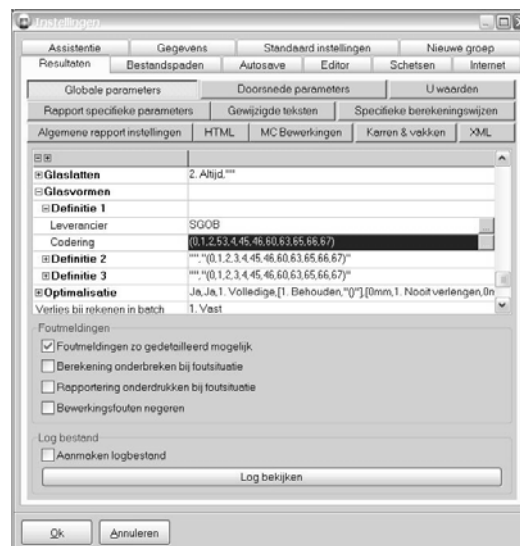 Instellingen
Assistentie Gegevens Standaard instellingen Nieuwe groep
Resultaten Bestandspaden Autosave Editor Schetsen Internet
Globale parameters Doorsnede parameters U waarden
Rapport specifieke parameters Gewijzigde teksten Specifieke berekeningswijzen
Algemene rapport instellingen HTML MC Bewerkingen Karren & vakken XML
Glaslatten 2. Altijd,""
Glasvormen
Definitie 1
Leverancier SGOB ...
Codering (0,1,2,53,4,45,46,60,63,65,66,67)
Definitie 2 "","(0,1,2,3,4,45,46,60,63,65,66,67)"
Definitie 3 "","(0,1,2,3,4,45,46,60,63,65,66,67)"
Optimalisatie Ja,Ja,1. Volledige,[1. Behouden,"()"],[0mm,1. Nooit verlengen,0n
Verlies bij rekenen in batch 1. Vast
Foutmeldingen
Foutmeldingen zo gedetailleerd mogelijk
Berekening onderbreken bij foutsituatie
Rapportering onderdrukken bij foutsituatie
Bewerkingsfouten negeren
Log bestand
Aanmaken logbestand
Log bekijken
Ok Annuleren